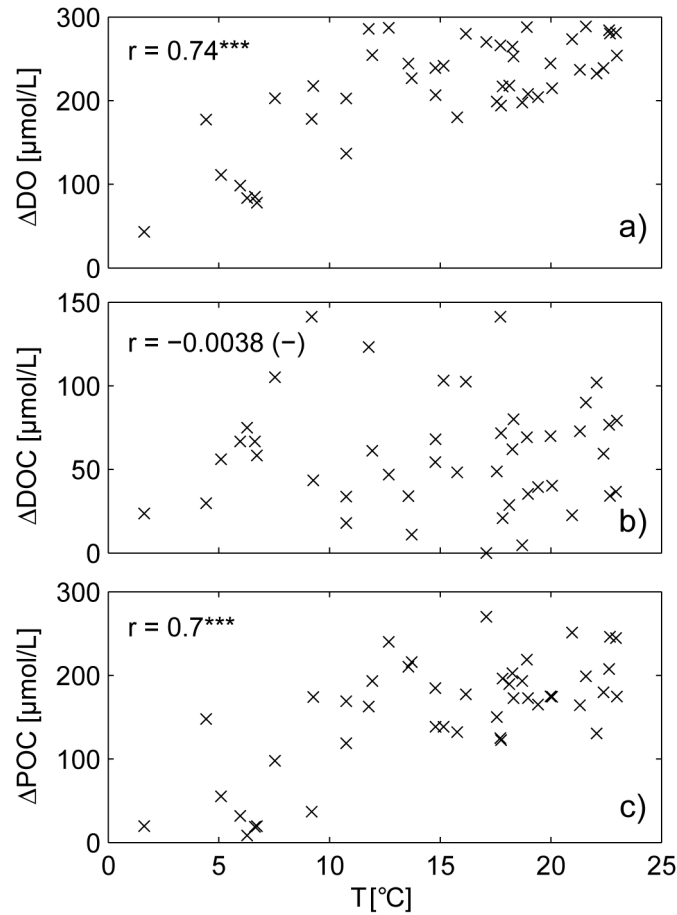 300
200
100
0
ΔDO [µmol/L]
r = 0.74***
a)
150
100
50
0
ΔDOC [µmol/L]
r = −0.0038 (−)
b)
300
200
100
0
ΔPOC [µmol/L]
r = 0.7***
c)
0 5 10 15 20 25
T [°C]